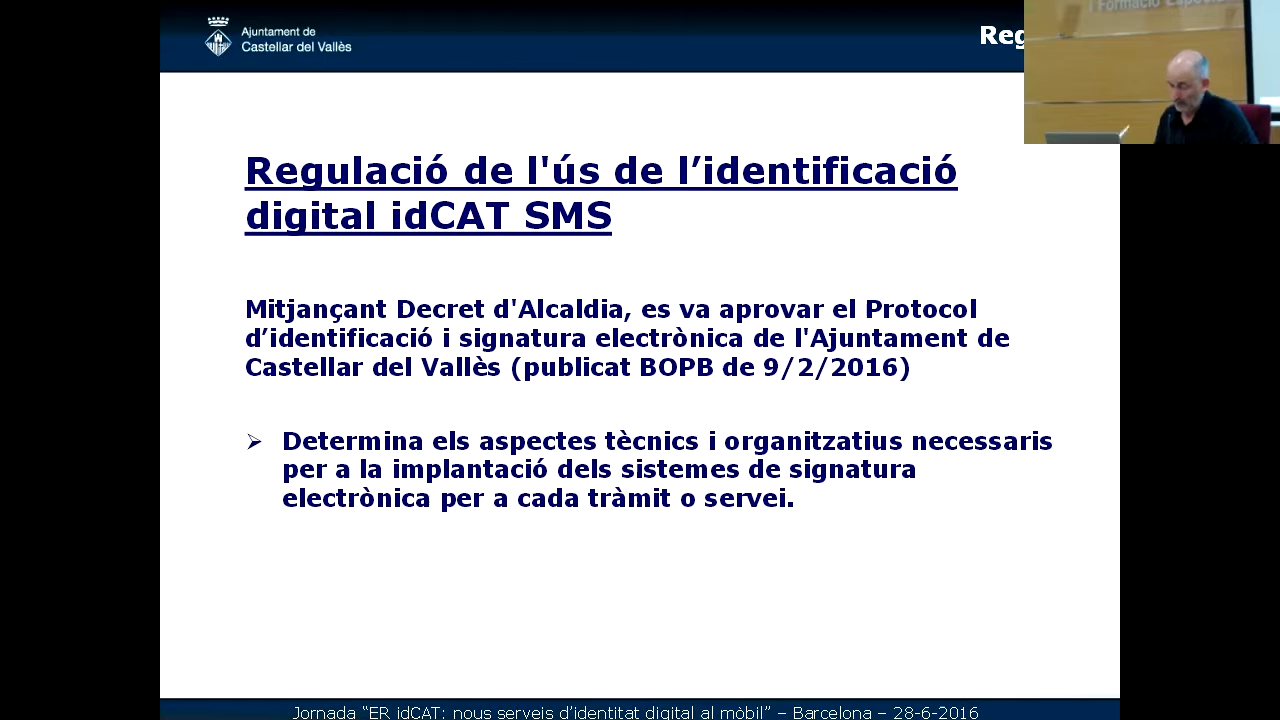 Ajuntament de
Castellar del Vallès
Formació Especia
Regulació de l'ús de l’identificació
digital idCAT SMS
Mitjançant Decret d'Alcaldia, es va aprovar el Protocol
d’identificació i signatura electrònica de l'Ajuntament de
Castellar del Vallès (publicat BOPB de 9/2/2016)
➢ Determina els aspectes tècnics i organitzatius necessaris
per a la implantació dels sistemes de signatura
electrònica per a cada tràmit o servei.
Jornada “ER idCAT: nous serveis d’identitat digital al mòbil” – Barcelona – 28-6-2016